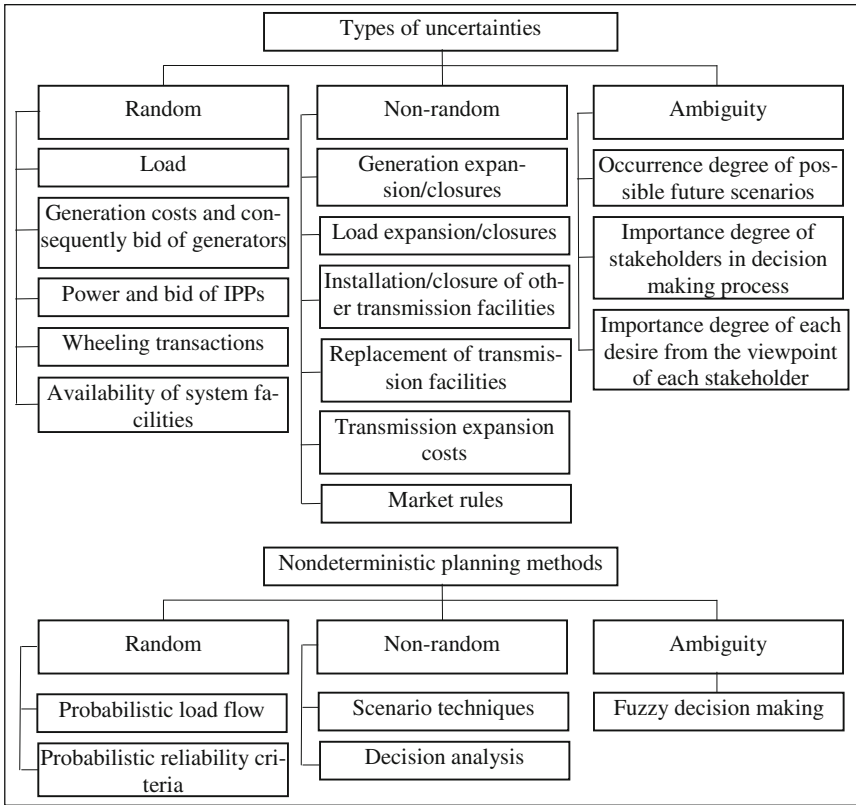 Types of uncertainties
Random
Non-random
Ambiguity
Load
Generation costs and con-
sequently bid of generators
Power and bid of IPPs
Wheeling transactions
Availability of system fa-
cilities
Generation expan-
sion/closures
Load expansion/closures
Installation/closure of oth-
er transmission facilities
Replacement of transmis-
sion facilities
Transmission expansion
costs
Market rules
Occurrence degree of pos-
sible future scenarios
Importance degree of
stakeholders in decision
making process
Importance degree of each
desire from the viewpoint
of each stakeholder
Nondeterministic planning methods
Random
Non-random
Ambiguity
Probabilistic load flow
Probabilistic reliability cri-
teria
Scenario techniques
Decision analysis
Fuzzy decision making